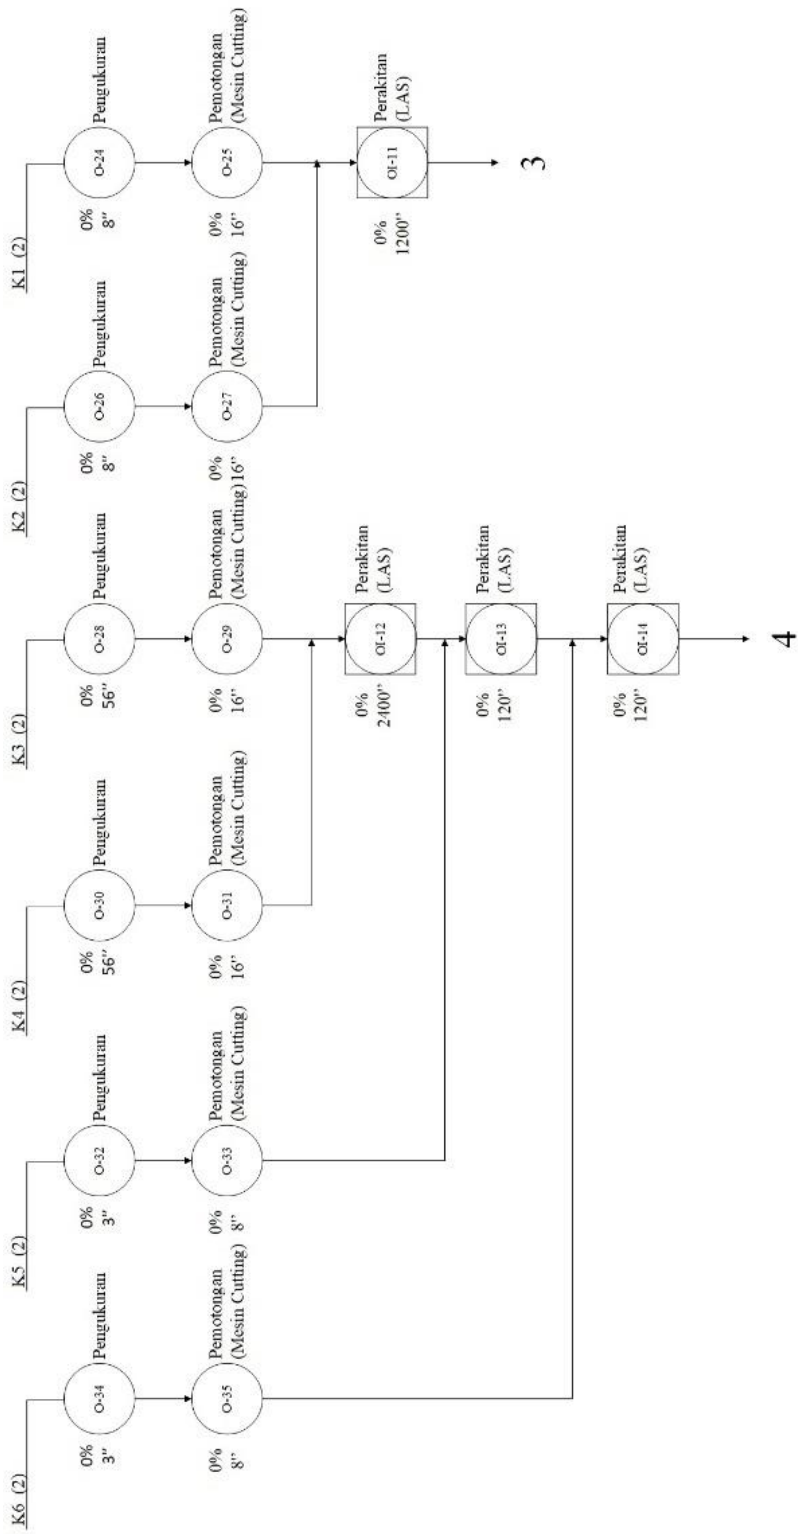 K6 (2)
0%
3"
O-34
Pengukuran
0%
8"
O-35
Pemotongan
(Mesin Cutting)
K5 (2)
0%
3"
O-32
Pengukuran
0%
8"
O-33
Pemotongan
(Mesin Cutting)
K4 (2)
0%
56"
O-30
Pengukuran
0%
16"
O-31
Pemotongan
(Mesin Cutting)
K3 (2)
0%
56"
O-28
Pengukuran
0%
16"
O-29
Pemotongan
(Mesin Cutting)
0%
2400"
OI-12
Perakitan
(LAS)
0%
120"
OI-13
Perakitan
(LAS)
0%
120"
OI-14
Perakitan
(LAS)
4
K2 (2)
0%
8"
O-26
Pengukuran
0%
16"
O-27
Pemotongan
(Mesin Cutting)
K1 (2)
0%
8"
O-24
Pengukuran
0%
16"
O-25
Pemotongan
(Mesin Cutting)
0%
1200"
OI-11
Perakitan
(LAS)
3